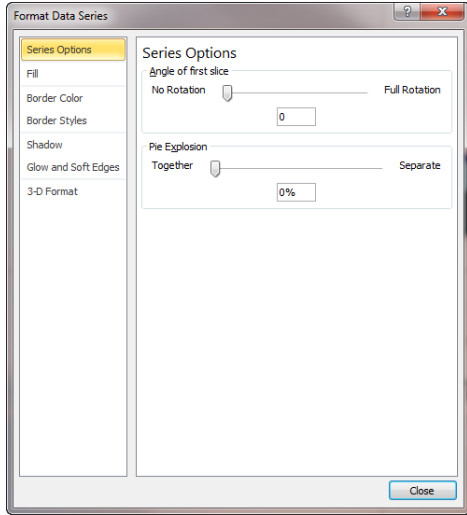 Format Data Series
?
Series Options
Fill
Border Color
Border Styles
Shadow
Glow and Soft Edges
3-D Format
Series Options
Angle of first slice
No Rotation Full Rotation
0
Pie Explosion
Together Separate
0%
Close